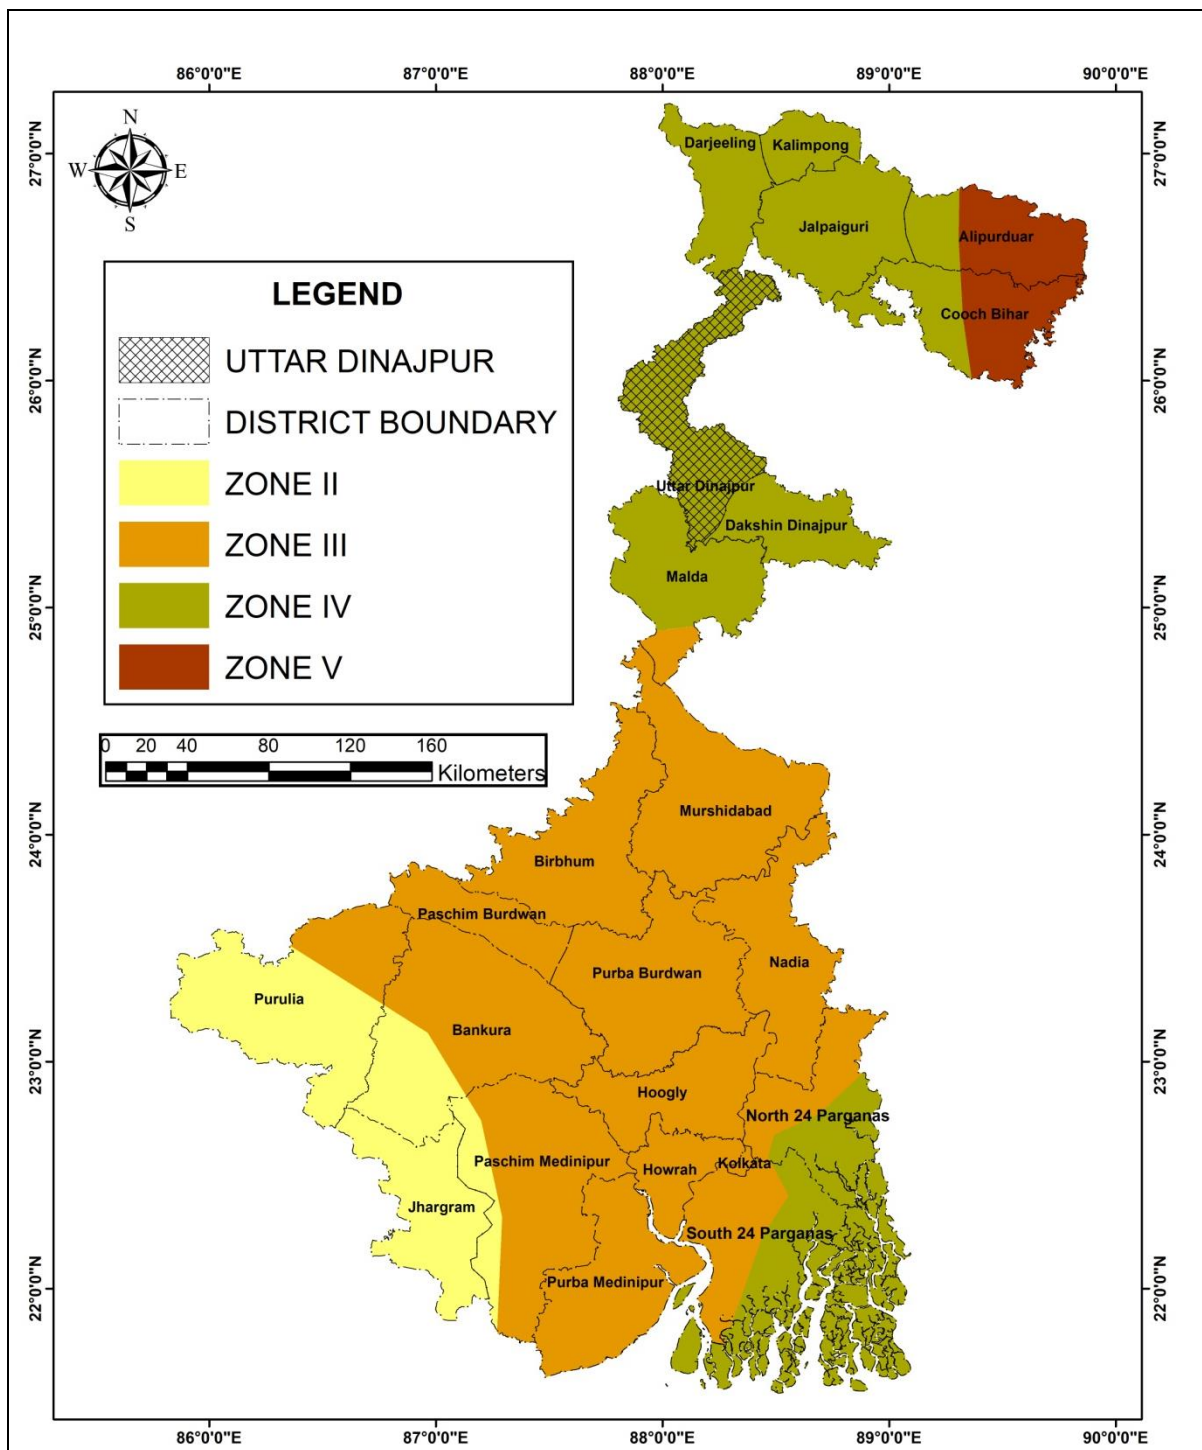 86°0'0"E 87°0'0"E 88°0'0"E 89°0'0"E 90°0'0"E
27°0'0"N
26°0'0"N
25°0'0"N
24°0'0"N
23°0'0"N
22°0'0"N
N
W E
S
LEGEND
UTTAR DINAJPUR
DISTRICT BOUNDARY
ZONE II
ZONE III
ZONE IV
ZONE V
0 20 40 80 120 160
Kilometers
Darjeeling
Kalimpong
Jalpaiguri
Alipurduar
Cooch Bihar
Uttar Dinajpur
Dakshin Dinajpur
Malda
Murshidabad
Birbhum
Paschim Burdwan
Purba Burdwan
Nadia
Purulia
Bankura
Hoogly
North 24 Parganas
Paschim Medinipur
Howrah
Kolkata
Jhargram
South 24 Parganas
Purba Medinipur
27°0'0"N
26°0'0"N
25°0'0"N
24°0'0"N
23°0'0"N
22°0'0"N
86°0'0"E 87°0'0"E 88°0'0"E 89°0'0"E 90°0'0"E